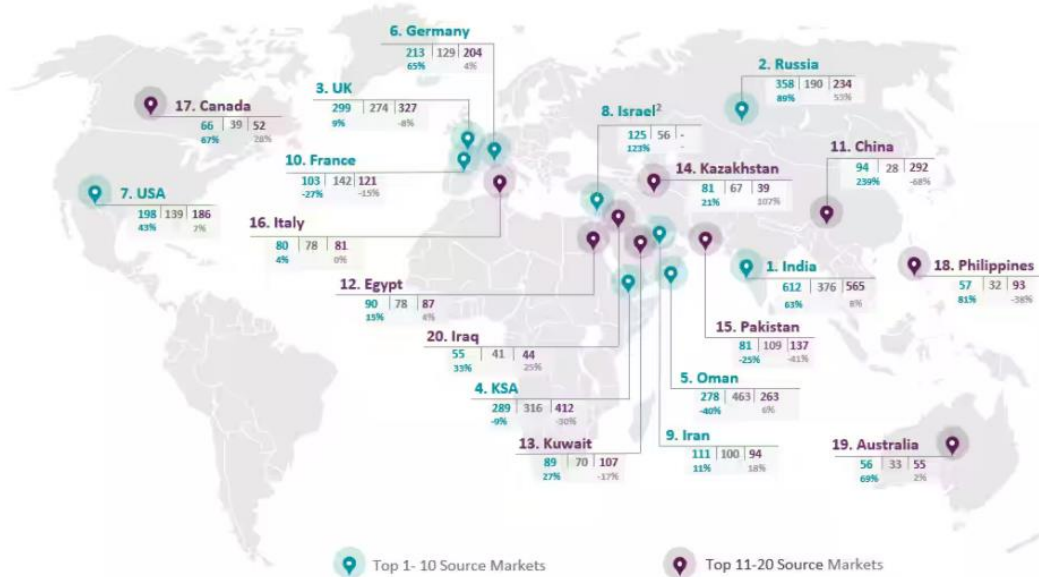 6. Germany
213 | 129 | 204
65% 4%
2. Russia
358 | 190 | 234
89% 53%
3. UK
299 | 274 | 327
9% -8%
17. Canada
66 | 39 | 52
67% 28%
8. Israel²
125 | 56 | -
123% -
11. China
94 | 28 | 292
239% -68%
10. France
103 | 142 | 121
-27% -15%
14. Kazakhstan
81 | 67 | 39
21% 107%
7. USA
198 | 139 | 186
43% 7%
16. Italy
80 | 78 | 81
4% 0%
1. India
612 | 376 | 565
63% 8%
18. Philippines
57 | 32 | 93
81% -38%
12. Egypt
90 | 78 | 87
15% 4%
15. Pakistan
81 | 109 | 137
-25% -41%
20. Iraq
55 | 41 | 44
33% 25%
5. Oman
278 | 463 | 263
-40% 6%
4. KSA
289 | 316 | 412
-9% -30%
9. Iran
111 | 100 | 94
11% 18%
13. Kuwait
89 | 70 | 107
27% -17%
19. Australia
56 | 33 | 55
69% 2%
Top 1- 10 Source Markets
Top 11-20 Source Markets